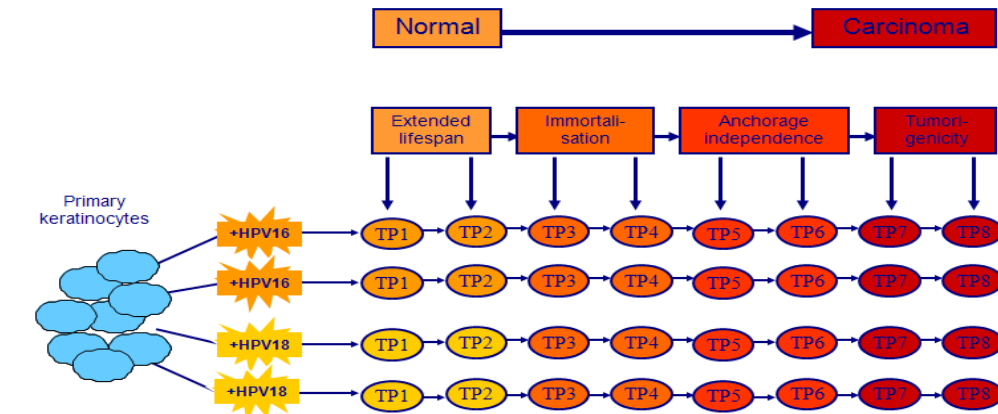 Normal
Carcinoma
Extended
lifespan
Immortali-
sation
Anchorage
independence
Tumori-
genicity
Primary
keratinocytes
+HPV16
TP1 TP2 TP3 TP4 TP5 TP6 TP7 TP8
+HPV16
TP1 TP2 TP3 TP4 TP5 TP6 TP7 TP8
+HPV18
TP1 TP2 TP3 TP4 TP5 TP6 TP7 TP8
+HPV18
TP1 TP2 TP3 TP4 TP5 TP6 TP7 TP8